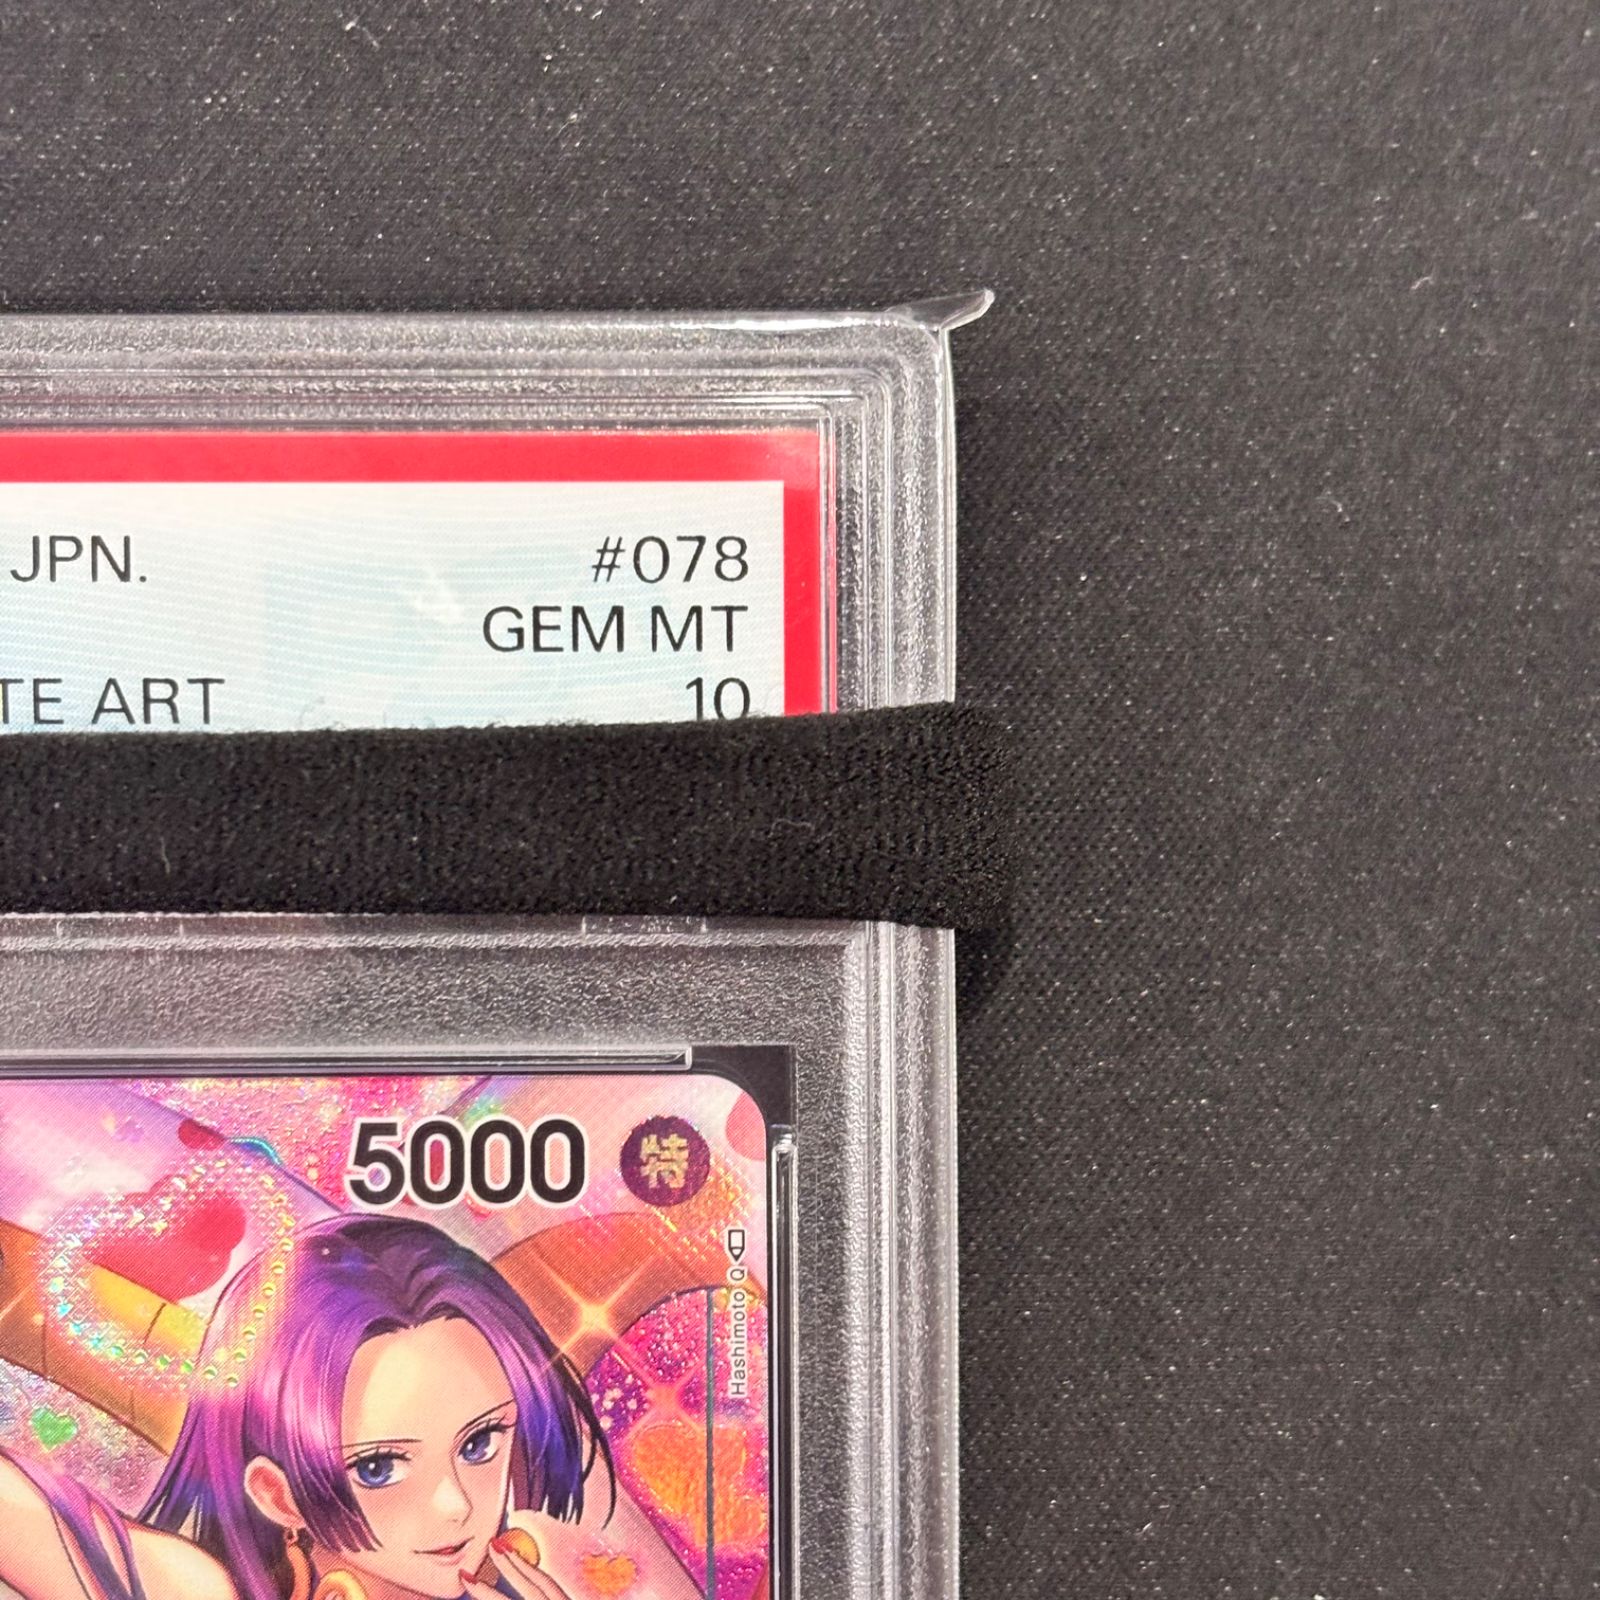 JPN. #078
GEM MT
TE ART 10
5000 特
Hashimoto Q